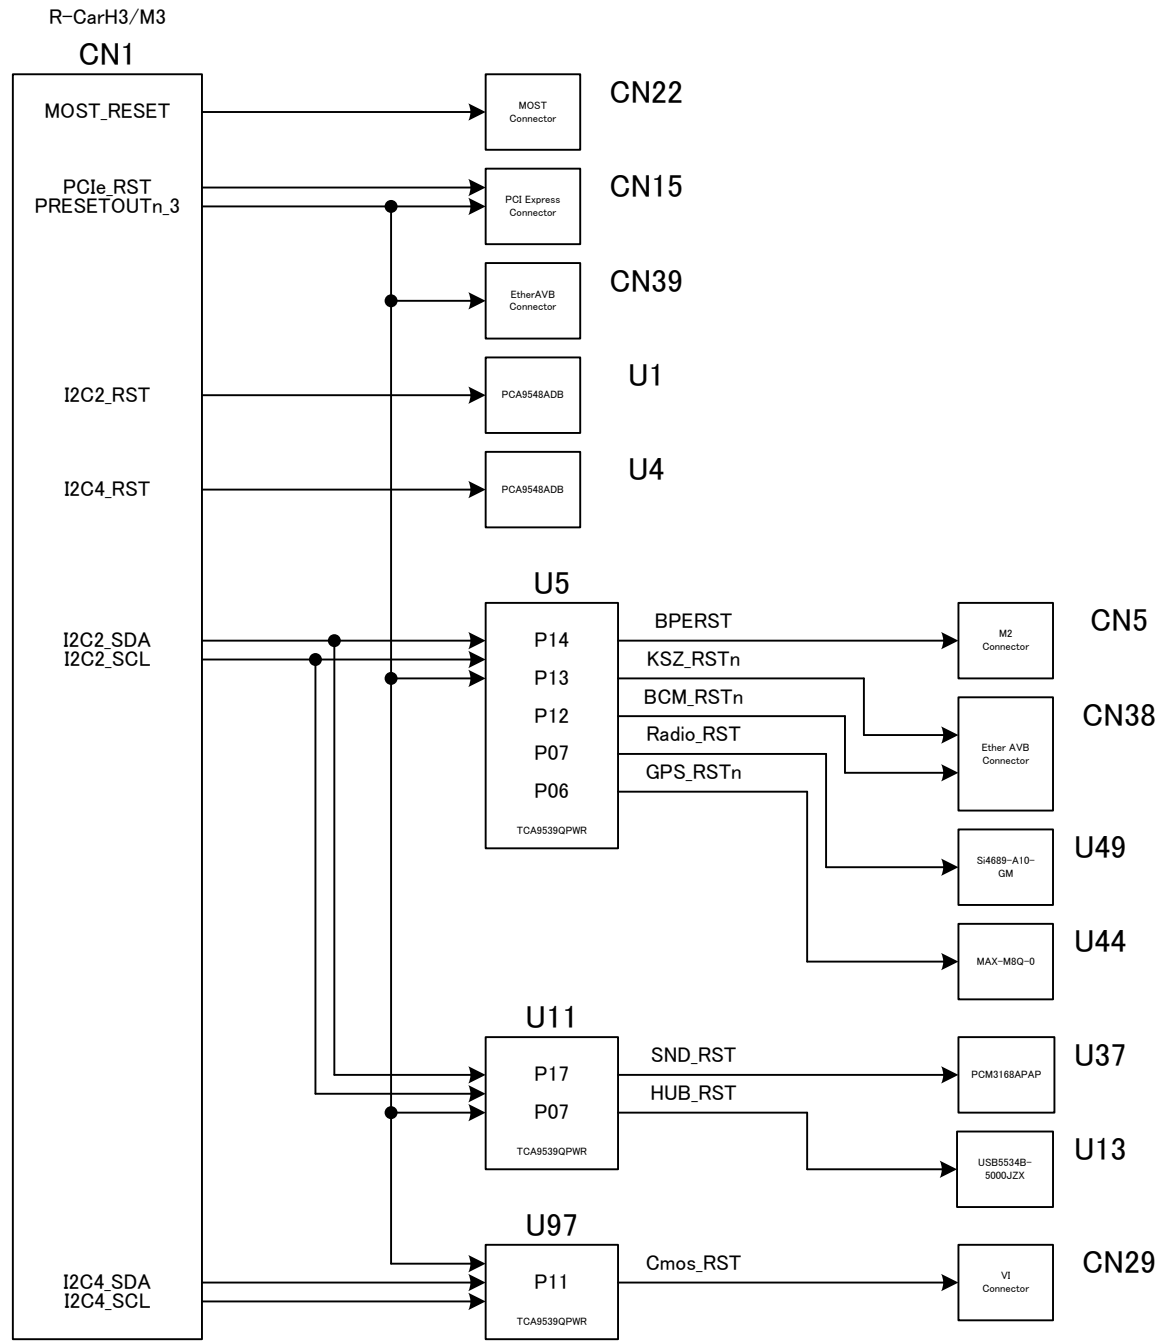 R-CarH3/M3
CN1
MOST_RESET
MOST
Connector
CN22
PCIe_RST
PRESETOUTn_3
PCI Express
Connector
CN15
EtherAVB
Connector
CN39
I2C2_RST
PCA9548ADB
U1
I2C4_RST
PCA9548ADB
U4
U5
I2C2_SDA
I2C2_SCL
P14
P13
P12
P07
P06
TCA9539QPWR
BPERST
KSZ_RSTn
BCM_RSTn
Radio_RST
GPS_RSTn
M2
Connector
CN5
Ether AVB
Connector
CN38
Si4689-A10-
GM
U49
MAX-M8Q-0
U44
U11
P17
P07
TCA9539QPWR
SND_RST
HUB_RST
PCM3168APAP
U37
USB5534B-
5000JZX
U13
U97
I2C4_SDA
I2C4_SCL
P11
TCA9539QPWR
Cmos_RST
VI
Connector
CN29